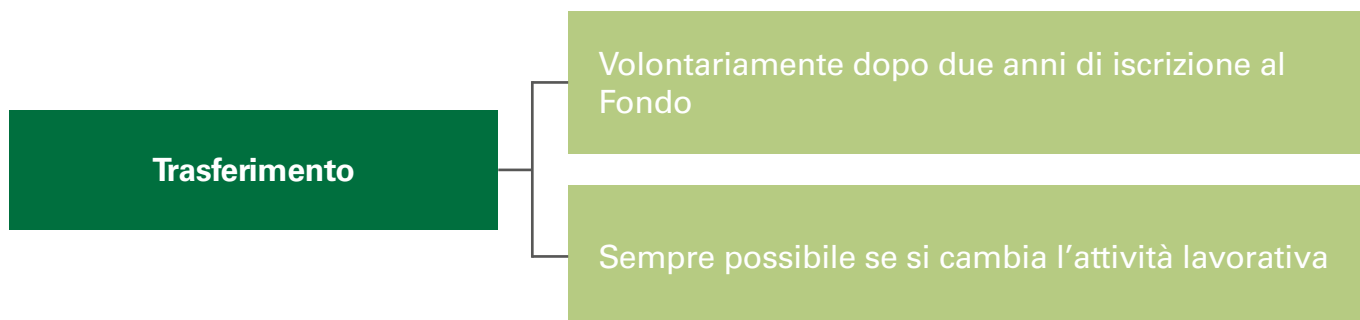 Trasferimento
Volontariamente dopo due anni di iscrizione al
Fondo
Sempre possibile se si cambia l’attività lavorativa